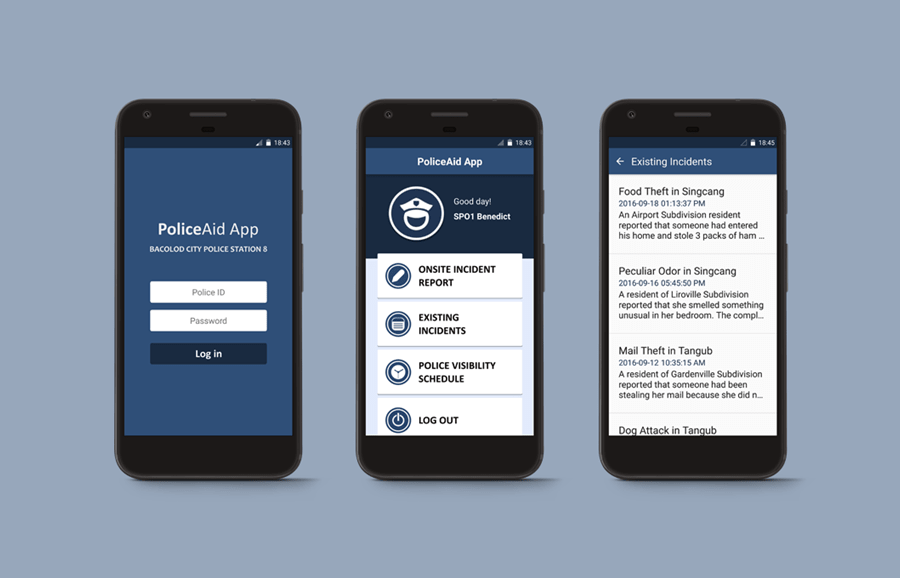 18:43
PoliceAid App
BACOLOD CITY POLICE STATION 8
Police ID
Password
Log in
18:43
PoliceAid App
Good day!
SPO1 Benedict
ONSITE INCIDENT
REPORT
EXISTING
INCIDENTS
POLICE VISIBILITY
SCHEDULE
LOG OUT
18:45
Existing Incidents
Food Theft in Singcang
2016-09-18 01:13:37 PM
An Airport Subdivision resident
reported that someone had entered
his home and stole 3 packs of ham ...
Peculiar Odor in Singcang
2016-09-16 05:45:50 PM
A resident of Liroville Subdivision
reported that she smelled something
unusual in her bedroom. The compl...
Mail Theft in Tangub
2016-09-12 10:35:15 AM
A resident of Gardenville Subdivision
reported that someone had been
stealing her mail because she did n...
Dog Attack in Tangub